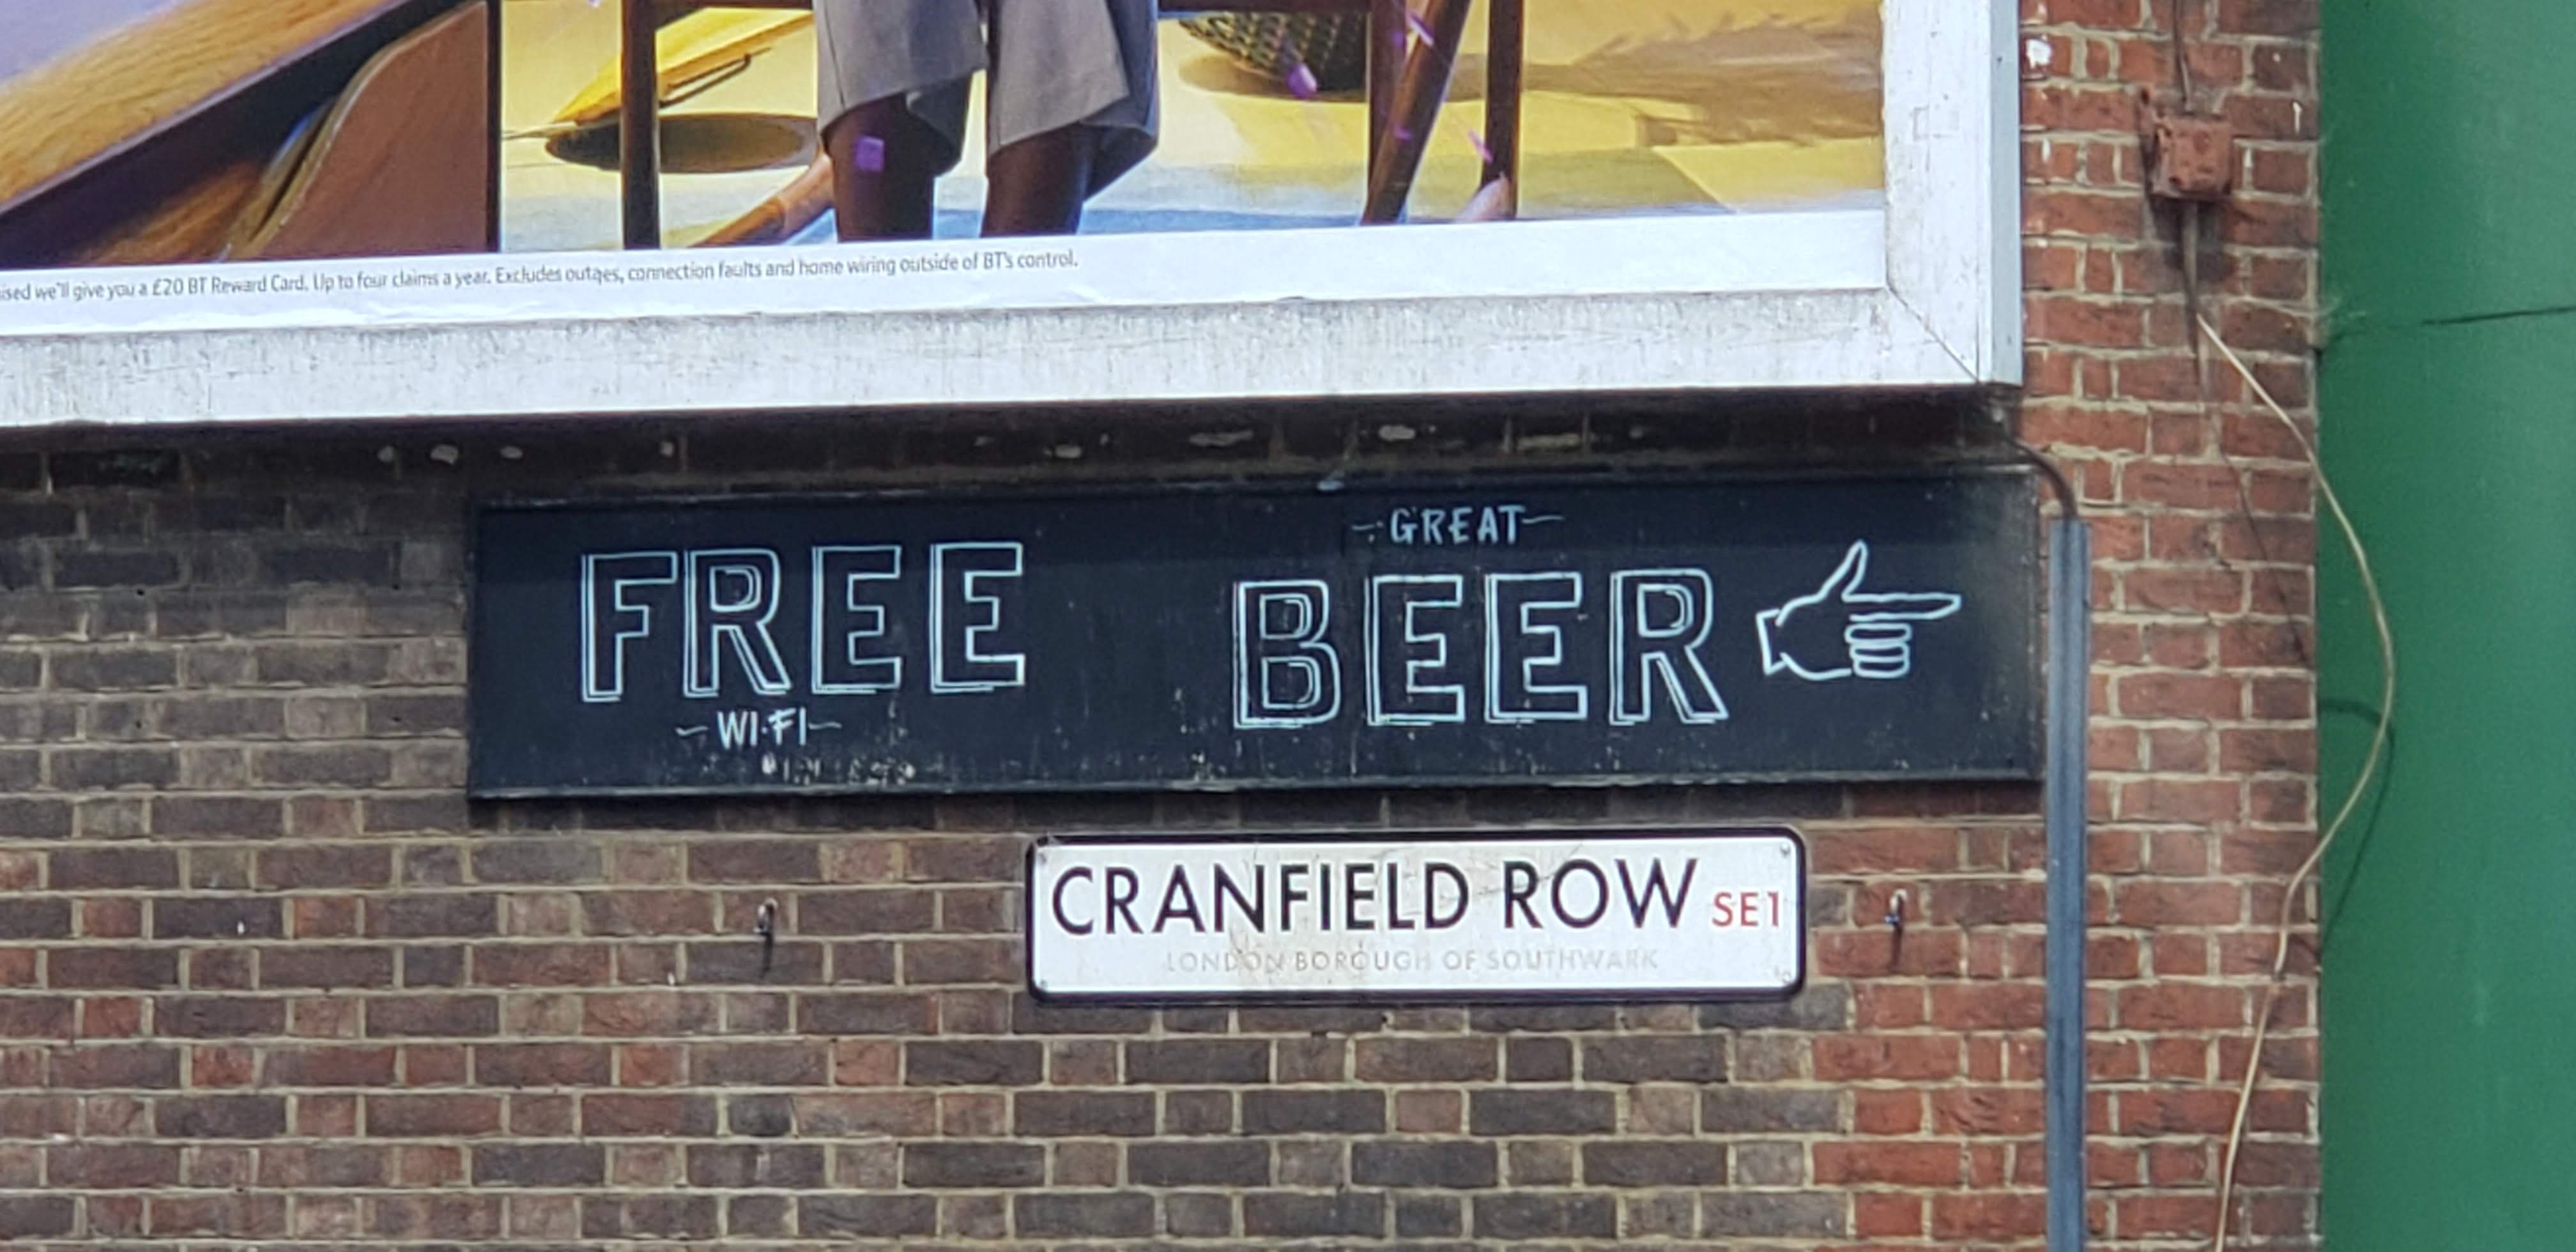 ised we'll give you a £20 BT Reward Card. Up to four claims a year. Excludes outages, connection faults and home wiring outside of BT's control.
GREAT
FREE BEER
WI-FI
CRANFIELD ROW SE1
LONDON BOROUGH OF SOUTHWARK